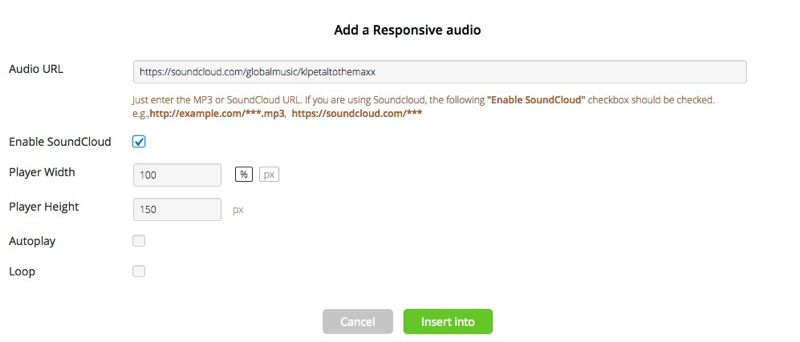 Add a Responsive audio
Audio URL
https://soundcloud.com/globalmusic/klpetaltothemaxx
Just enter the MP3 or SoundCloud URL. If you are using Soundcloud, the following "Enable SoundCloud" checkbox should be checked.
e.g.,http://example.com/***.mp3, https://soundcloud.com/***
Enable SoundCloud
Player Width 100 % px
Player Height 150 px
Autoplay
Loop
Cancel Insert into